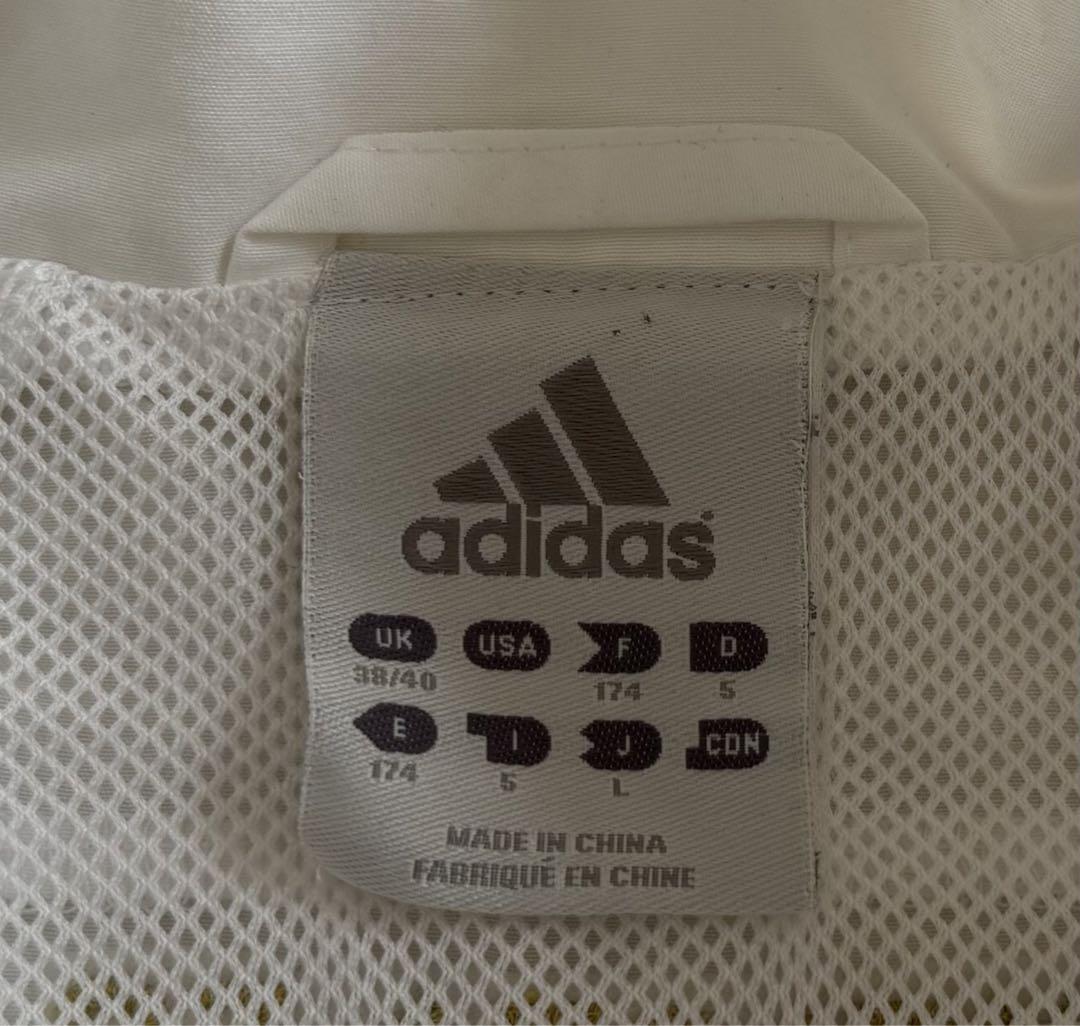 adidas
UK USA F D
38/40 174 5
E I J CDN
174 5 L
MADE IN CHINA
FABRIQUÉ EN CHINE